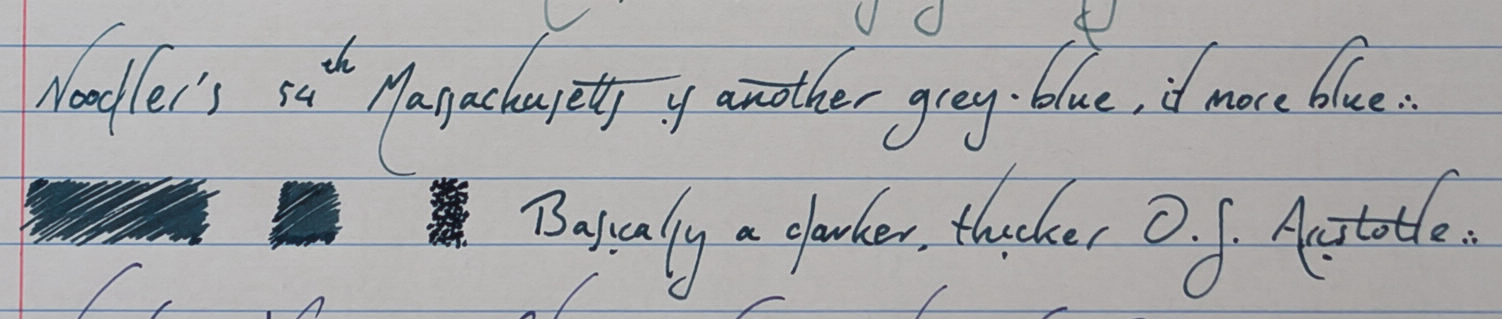 Noodler's 54th Massachusetts is another grey-blue, if more blue∴
Basically a darker, thicker O.S. Aristotle∴